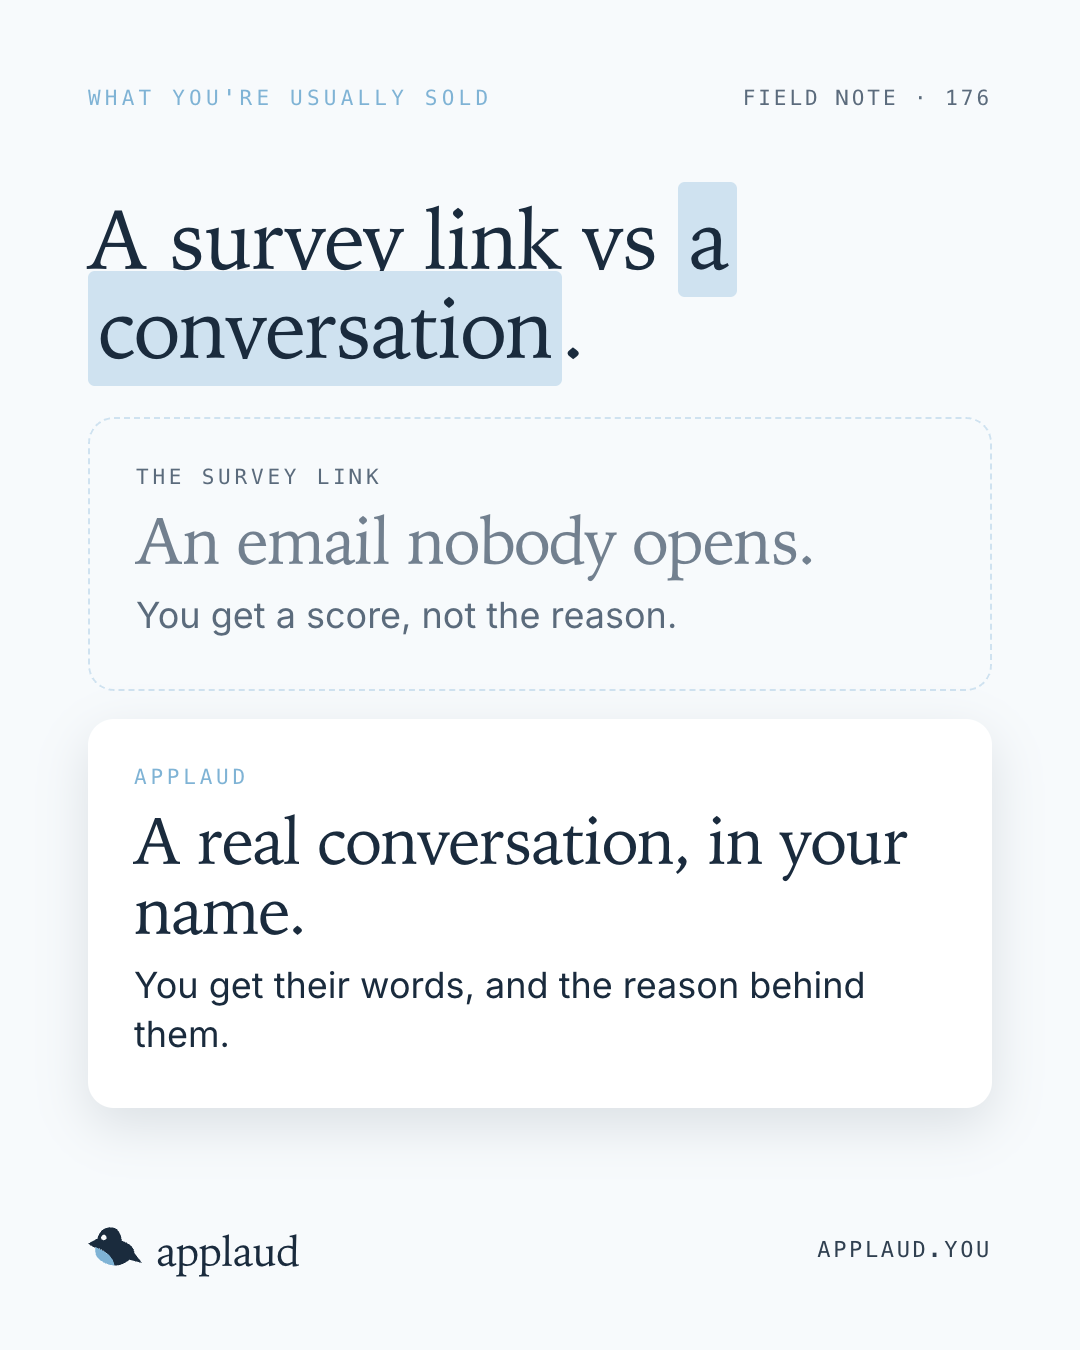 WHAT YOU'RE USUALLY SOLD
FIELD NOTE · 176
A survey link vs a
conversation.
THE SURVEY LINK
An email nobody opens.
You get a score, not the reason.
APPLAUD
A real conversation, in your
name.
You get their words, and the reason behind
them.
applaud
APPLAUD.YOU